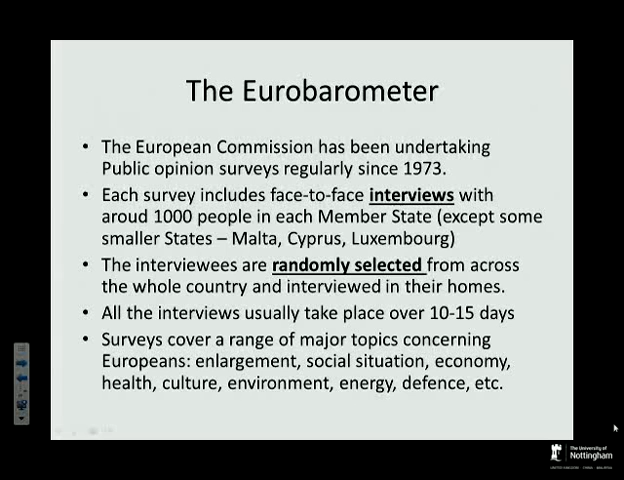 The Eurobarometer
• The European Commission has been undertaking
Public opinion surveys regularly since 1973.
• Each survey includes face-to-face interviews with
aroud 1000 people in each Member State (except some
smaller States – Malta, Cyprus, Luxembourg)
• The interviewees are randomly selected from across
the whole country and interviewed in their homes.
• All the interviews usually take place over 10-15 days
• Surveys cover a range of major topics concerning
Europeans: enlargement, social situation, economy,
health, culture, environment, energy, defence, etc.
The University of
Nottingham